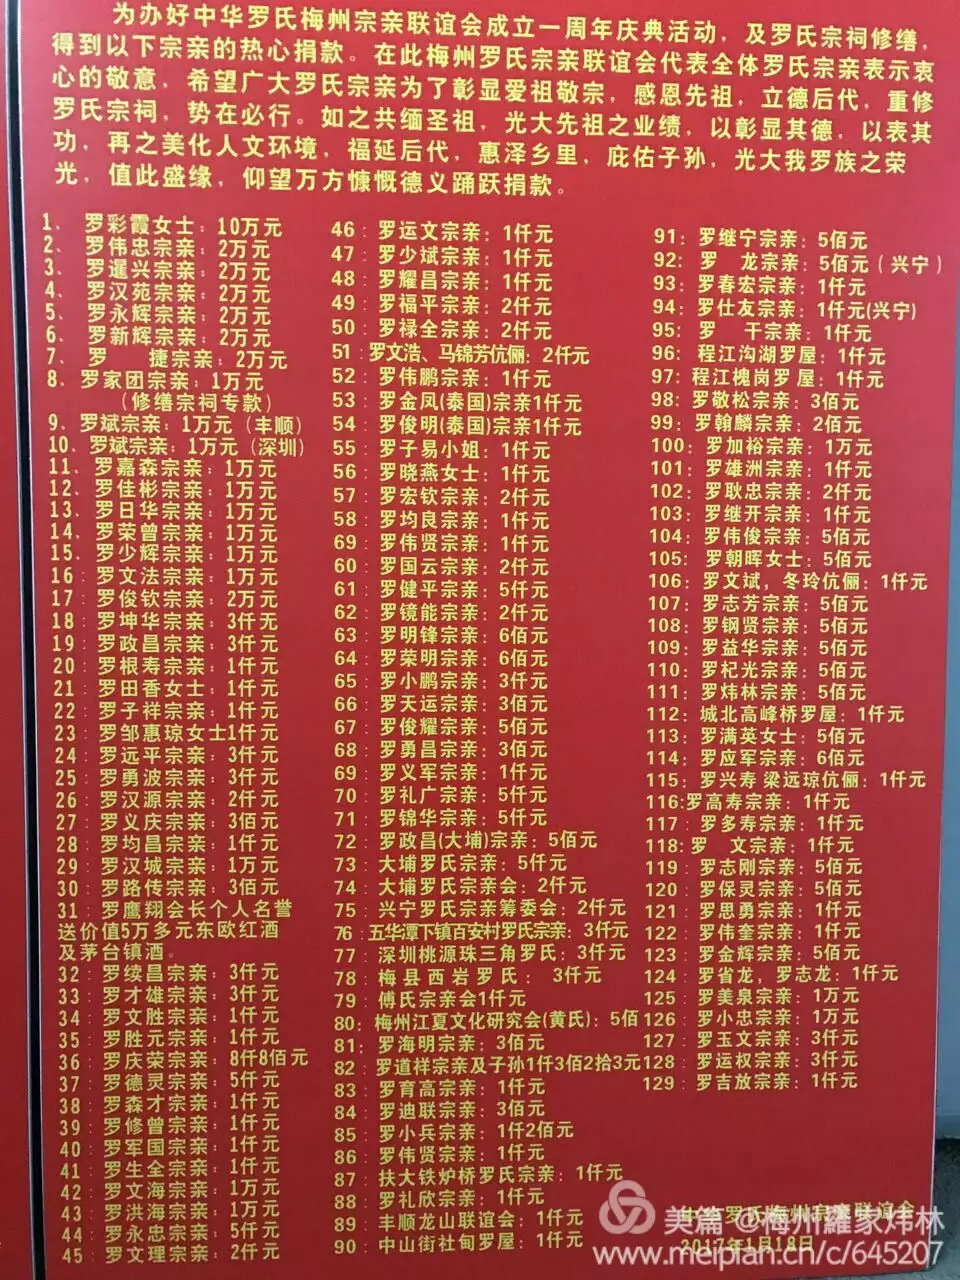 为办好中华罗氏梅州宗亲联谊会成立一周年庆典活动，及罗氏宗祠修缮，
得到以下宗亲的热心捐款。在此梅州罗氏宗亲联谊会代表全体罗氏宗亲表示衷
心的敬意，希望广大罗氏宗亲为了彰显爱祖敬宗，感恩先祖，立德后代，重修
罗氏宗祠，势在必行。如之共缅圣祖，光大先祖之业绩，以彰显其德，以表其
功，再之美化人文环境，福延后代，惠泽乡里，庇佑子孙，光大我罗族之荣
光，值此盛缘，仰望万方慷慨德义踊跃捐款。
1、罗彩霞女士：10万元
2、罗伟忠宗亲：2万元
3、罗暹兴宗亲：2万元
4、罗汉苑宗亲：2万元
5、罗永辉宗亲：2万元
6、罗新辉宗亲：2万元
7、罗　捷宗亲：2万元
8、罗家团宗亲：1万元
（修缮宗祠专款）
9、罗斌宗亲：1万元（丰顺）
10、罗斌宗亲：1万元（深圳）
11、罗嘉森宗亲：1万元
12、罗佳彬宗亲：1万元
13、罗日华宗亲：1万元
14、罗荣曾宗亲：1万元
15、罗少辉宗亲：1万元
16：罗文法宗亲：1万元
17：罗俊钦宗亲：2万元
18：罗坤华宗亲：3仟无
19：罗政昌宗亲：3仟元
20：罗根寿宗亲：1仟元
21：罗田香女士：1仟元
22：罗子祥宗亲：1仟元
23：罗邹惠琼女士1仟元
24：罗远平宗亲：3仟元
25：罗勇波宗亲：3仟元
26：罗汉源宗亲：2仟元
27：罗义庆宗亲：3佰元
28：罗均昌宗亲：1仟元
29：罗汉城宗亲：1万元
30：罗路传宗亲：3佰元
31：罗鹰翔会长个人名誉
送价值5万多元东欧红酒
及茅台镇酒。
32：罗续昌宗亲：3仟元
33：罗才雄宗亲：3仟元
34：罗文胜宗亲：1仟元
35：罗胜元宗亲：1仟元
36：罗庆荣宗亲：8仟8佰元
37：罗德灵宗亲：5仟元
38：罗森才宗亲：1仟元
39：罗修曾宗亲：1仟元
40：罗军国宗亲：1仟元
41：罗生全宗亲：1仟元
42：罗文海宗亲：1万元
43：罗洪海宗亲：1万元
44：罗永忠宗亲：5仟元
45：罗文理宗亲：2仟元
46：罗运文宗亲：1仟元
47：罗少斌宗亲：1仟元
48：罗耀昌宗亲：1仟元
49：罗福平宗亲：2仟元
50：罗禄全宗亲：2仟元
51：罗文浩、马锦芳伉俪：2仟元
52：罗伟鹏宗亲：1仟元
53：罗金凤(泰国)宗亲1仟元
54：罗俊明(泰国)宗亲1仟元
55：罗子易小姐：1仟元
56：罗晓燕女士：1仟元
57：罗宏钦宗亲：2仟元
58：罗均良宗亲：1仟元
69：罗伟贤宗亲：1仟元
60：罗国云宗亲：2仟元
61：罗健平宗亲：5仟元
62：罗镜能宗亲：2仟元
63：罗明锋宗亲：6佰元
64：罗荣明宗亲：6佰元
65：罗小鹏宗亲：3仟元
66：罗天运宗亲：3佰元
67：罗俊耀宗亲：5佰元
68：罗勇昌宗亲：3佰元
69：罗义军宗亲：1仟元
70：罗礼广宗亲：5仟元
71：罗锦华宗亲：5仟元
72：罗政昌(大埔)宗亲：5佰元
73：大埔罗氏宗亲：5仟元
74：大埔罗氏宗亲会：2仟元
75：兴宁罗氏宗亲筹委会：2仟元
76：五华潭下镇百安村罗氏宗亲：3仟元
77：深圳桃源珠三角罗氏：3仟元
78：梅县西岩罗氏：3仟元
79：傅氏宗亲会1仟元
80：梅州江夏文化研究会(黄氏)：5佰
81：罗海明宗亲：3佰元
82：罗道祥宗亲及子孙1仟3佰2拾3元
83：罗育高宗亲：1仟元
84：罗迪联宗亲：3佰元
85：罗小兵宗亲：1仟2佰元
86：罗伟贤宗亲：1仟元
87：扶大铁炉桥罗氏宗亲：1仟元
88：罗礼欣宗亲：1仟元
89：丰顺龙山联谊会：1仟元
90：中山街社甸罗屋：1仟元
91：罗继宁宗亲：5佰元
92：罗　龙宗亲：5佰元（兴宁）
93：罗春宏宗亲：1仟元
94：罗仕友宗亲：1仟元(兴宁)
95：罗　干宗亲：1仟元
96：程江沟湖罗屋：1仟元
97：程江槐岗罗屋：1仟元
98：罗敬松宗亲：3佰元
99：罗翰麟宗亲：2佰元
100：罗加裕宗亲：1万元
101：罗雄洲宗亲：1仟元
102：罗耿忠宗亲：2仟元
103：罗继开宗亲：1仟元
104：罗伟俊宗亲：5佰元
105：罗朝晖女士：5佰元
106：罗文斌，冬玲伉俪：1仟元
107：罗志芳宗亲：5佰元
108：罗钢贤宗亲：5佰元
109：罗益华宗亲：5佰元
110：罗杞光宗亲：5佰元
111：罗炜林宗亲：5佰元
112：城北高峰桥罗屋：1仟元
113：罗满英女士：5佰元
114：罗应军宗亲：6佰元
115：罗兴寿 梁远琼伉俪：1仟元
116：罗高寿宗亲：1仟元
117：罗多寿宗亲：1仟元
118：罗　文宗亲：1仟元
119：罗志刚宗亲：5佰元
120：罗保灵宗亲：5佰元
121：罗思勇宗亲：1仟元
122：罗伟奎宗亲：1仟元
123：罗金辉宗亲：5佰元
124：罗省龙，罗志龙：1仟元
125：罗美泉宗亲：1万元
126：罗小忠宗亲：1万元
127：罗玉文宗亲：3仟元
128：罗运权宗亲：3仟元
129：罗吉放宗亲：1仟元
中华罗氏梅州宗亲联谊会
2017年1月18日
美篇 @梅州羅家炜林
www.meipian.cn/c/645207